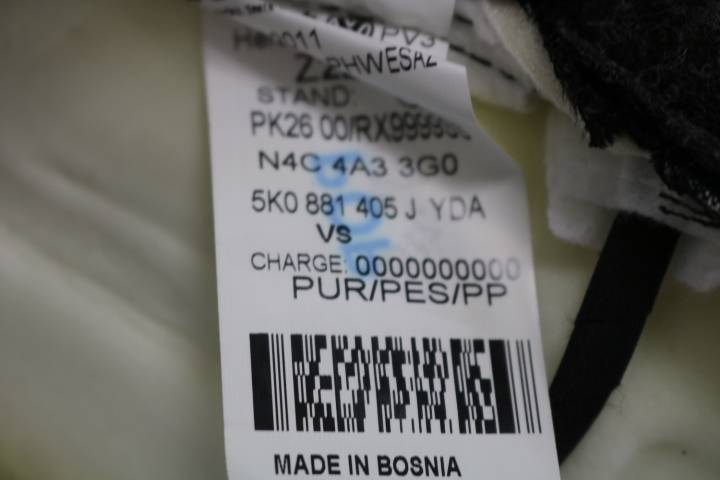 STAND:
PK26 00/RX9999
N4C 4A3 3G0
5K0 881 405 J YDA
VS
CHARGE: 0000000000
PUR/PES/PP
MADE IN BOSNIA